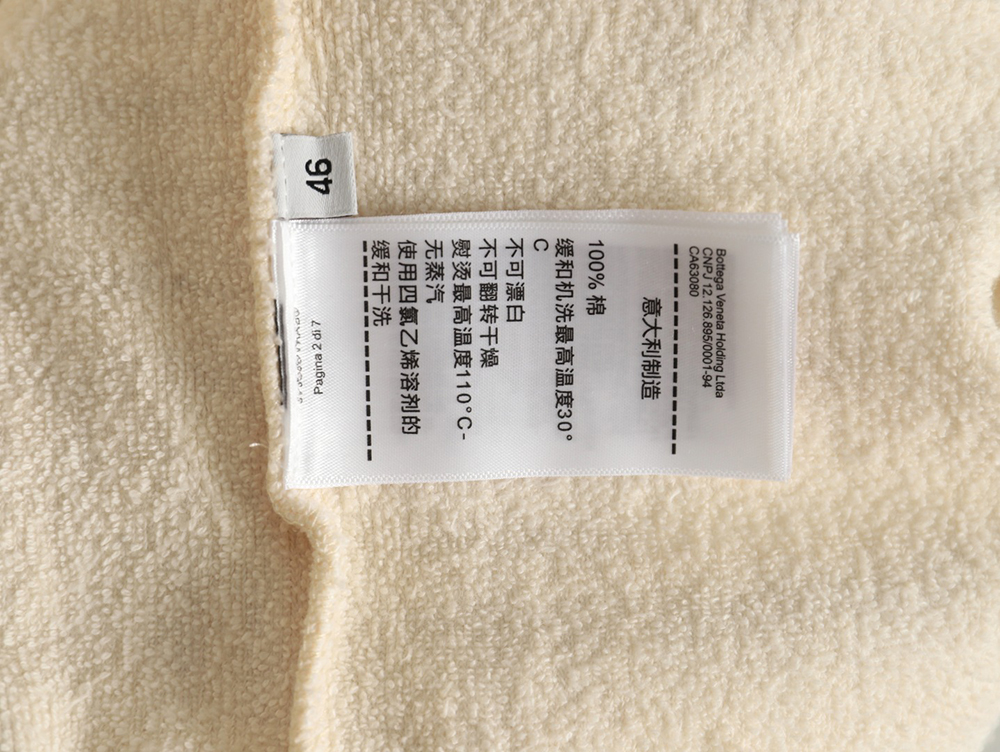 46
Bottega Veneta Holding Ltda
CNPJ 12.126.895/0001-94
CA63080
意大利制造
100% 棉
缓和机洗最高温度30°
C
不可漂白
不可翻转干燥
熨烫最高温度110°C-
无蒸汽
使用四氯乙烯溶剂的
缓和干洗
Pagina 2 di 7